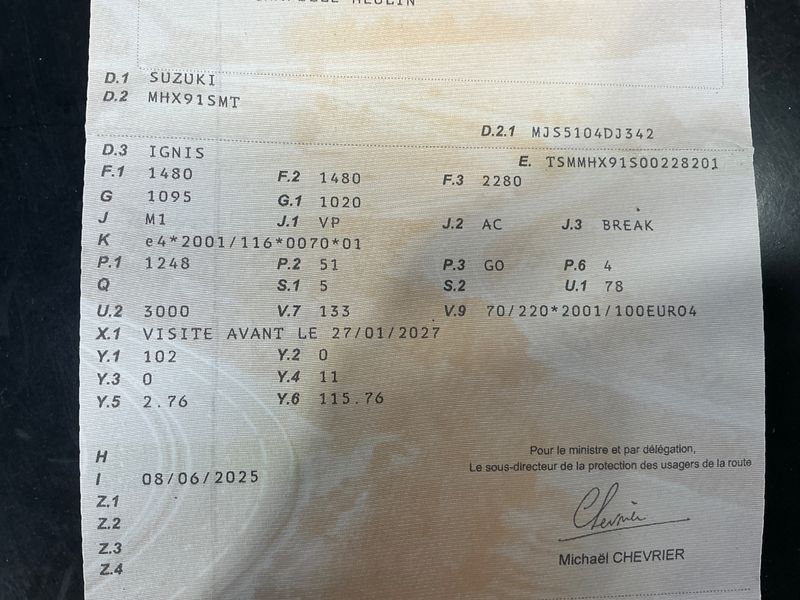 D.1 SUZUKI
D.2 MHX91SMT
D.2.1 MJS5104DJ342
D.3 IGNIS
E. TSMMHX91S00228201
F.1 1480 F.2 1480 F.3 2280
G 1095 G.1 1020
J M1 J.1 VP J.2 AC J.3 BREAK
K e4*2001/116*0070*01
P.1 1248 P.2 51 P.3 GO P.6 4
Q S.1 5 S.2 U.1 78
U.2 3000 V.7 133 V.9 70/220*2001/100EURO4
X.1 VISITE AVANT LE 27/01/2027
Y.1 102 Y.2 0
Y.3 0 Y.4 11
Y.5 2.76 Y.6 115.76
Pour le ministre et par délégation,
Le sous-directeur de la protection des usagers de la route
H
I 08/06/2025
Z.1
Z.2
Z.3
Z.4
Chevrier
Michaël CHEVRIER